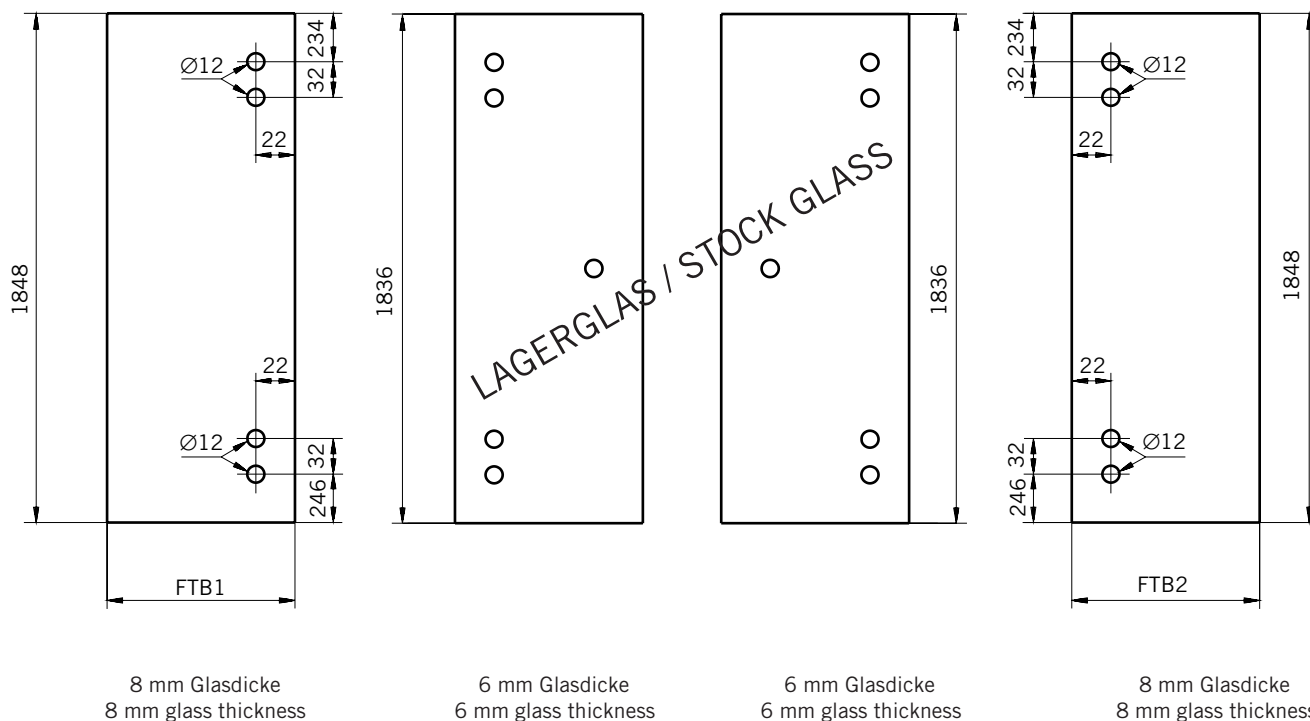 234
32
Ø12
22
1848
22
Ø12
32
246
FTB1
1836
LAGERGLAS / STOCK GLASS
1836
234
32
Ø12
22
1848
22
Ø12
32
246
FTB2
8 mm Glasdicke
8 mm glass thickness
6 mm Glasdicke
6 mm glass thickness
6 mm Glasdicke
6 mm glass thickness
8 mm Glasdicke
8 mm glass thickness